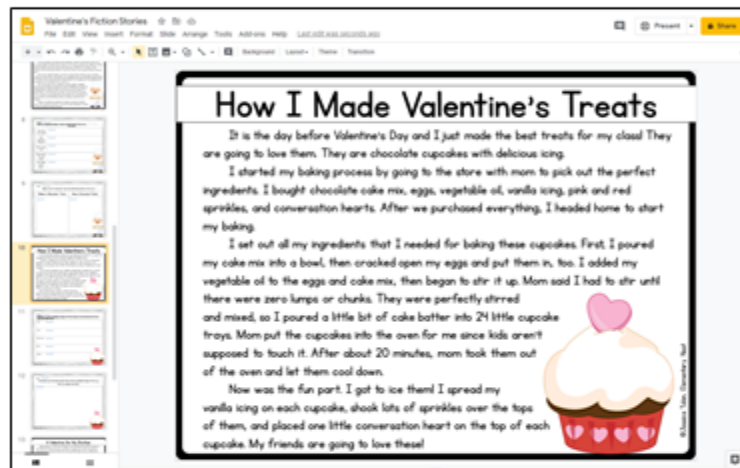 Valentine's Fiction Stories
File Edit View Insert Format Slide Arrange Tools Add-ons Help Last edit was seconds ago
Present Share
Background Layout Theme Transition
How I Made Valentine's Treats
It is the day before Valentine's Day and I just made the best treats for my class! They
are going to love them. They are chocolate cupcakes with delicious icing.
I started my baking process by going to the store with mom to pick out the perfect
ingredients. I bought chocolate cake mix, eggs, vegetable oil, vanilla icing, pink and red
sprinkles, and conversation hearts. After we purchased everything, I headed home to start
my baking.
I set out all my ingredients that I needed for baking these cupcakes. First, I poured
my cake mix into a bowl, then cracked open my eggs and put them in, too. I added my
vegetable oil to the eggs and cake mix, then began to stir it up. Mom said I had to stir until
there were zero lumps or chunks. They were perfectly stirred
and mixed, so I poured a little bit of cake batter into 24 little cupcake
trays. Mom put the cupcakes into the oven for me since kids aren't
supposed to touch it. After about 20 minutes, mom took them out
of the oven and let them cool down.
Now was the fun part. I got to ice them! I spread my
vanilla icing on each cupcake, shook lots of sprinkles over the tops
of them, and placed one little conversation heart on the top of each
cupcake. My friends are going to love these!
How I Made Valentine's Treats
10
11
12